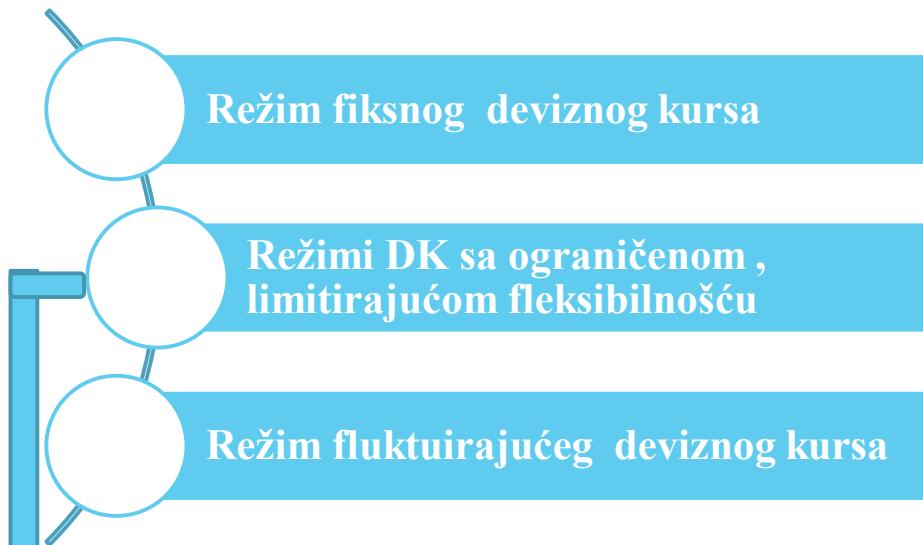 Režim fiksnog  deviznog kursa
Režimi DK sa ograničenom ,
limitirajućom fleksibilnošću
Režim fluktuirajućeg  deviznog kursa